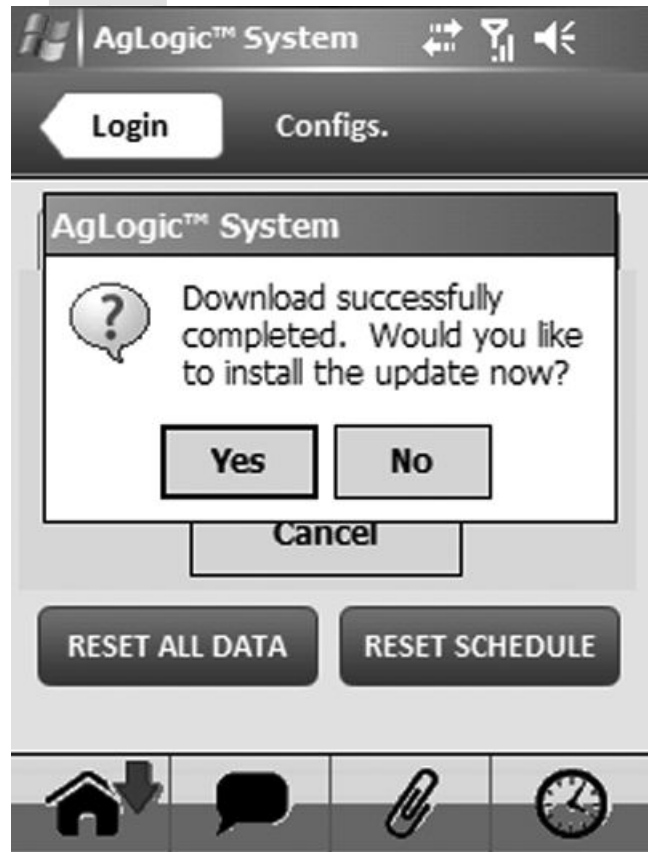 AgLogic™ System
Login
Configs.
AgLogic™ System
Download successfully
completed. Would you like
to install the update now?
Yes
No
Cancel
RESET ALL DATA
RESET SCHEDULE